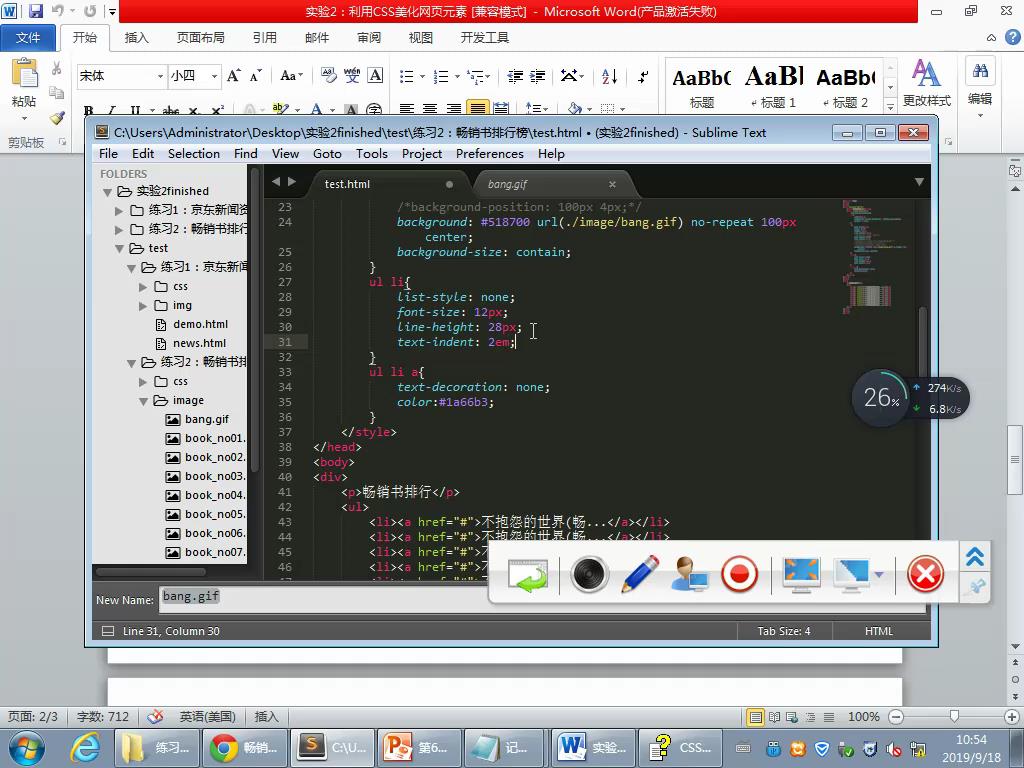 实验2：利用CSS美化网页元素 [兼容模式] - Microsoft Word(产品激活失败)
文件 开始 插入 页面布局 引用 邮件 审阅 视图 开发工具
宋体 小四 Aa
粘贴
剪贴板
AaBbC AaBl AaBb(
标题 标题 1 标题 2 更改样式 编辑
C:\Users\Administrator\Desktop\实验2finished\test\练习2：畅销书排行榜\test.html • (实验2finished) - Sublime Text
File Edit Selection Find View Goto Tools Project Preferences Help
FOLDERS
实验2finished
练习1：京东新闻资
练习2：畅销书排行
test
练习1：京东新闻
css
img
demo.html
news.html
练习2：畅销书排
css
image
bang.gif
book_no01.
book_no02.
book_no03.
book_no04.
book_no05.
book_no06.
book_no07.
test.html bang.gif
23 /*background-position: 100px 4px;*/
24 background: #518700 url(./image/bang.gif) no-repeat 100px
center;
25 background-size: contain;
26 }
27 ul li{
28 list-style: none;
29 font-size: 12px;
30 line-height: 28px;
31 text-indent: 2em;
32 }
33 ul li a{
34 text-decoration: none;
35 color:#1a66b3;
36 }
37 </style>
38 </head>
39 <body>
40 <div>
41 <p>畅销书排行</p>
42 <ul>
43 <li><a href="#">不抱怨的世界(畅...</a></li>
44 <li><a href="#">不抱怨的世界(畅...</a></li>
45 <li><a href="#">
46 <li><a href="#">
26%
274K/s
6.8K/s
New Name: bang.gif
Line 31, Column 30 Tab Size: 4 HTML
页面: 2/3 字数: 712 英语(美国) 插入 100%
练习... 畅销... C:\U... 第6... 记... 实验... CSS...
10:54
2019/9/18